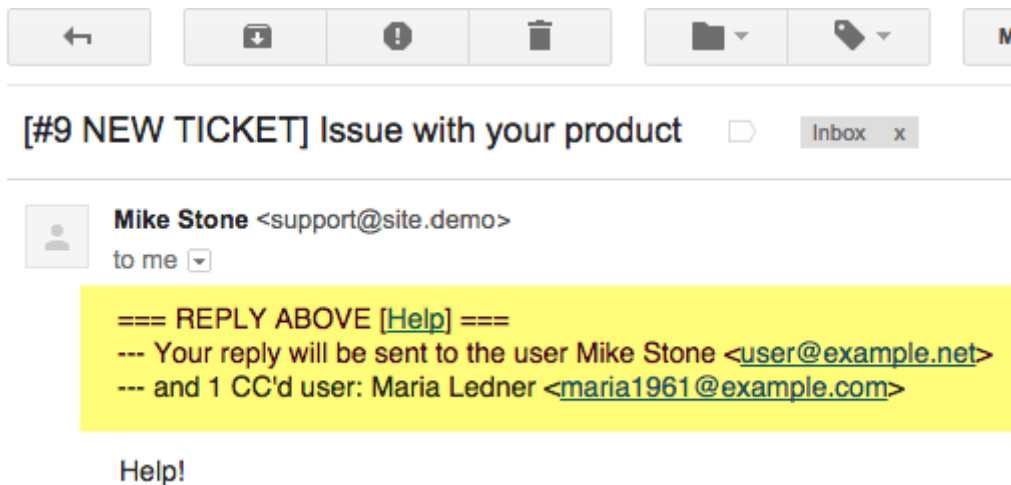 M
[#9 NEW TICKET] Issue with your product Inbox x
Mike Stone <support@site.demo>
to me
=== REPLY ABOVE [Help] ===
--- Your reply will be sent to the user Mike Stone <user@example.net>
--- and 1 CC'd user: Maria Ledner <maria1961@example.com>
Help!